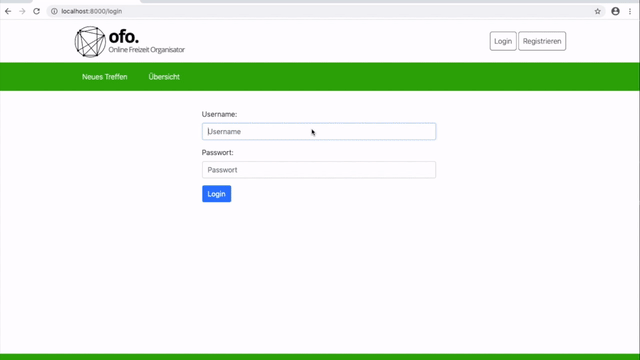 localhost:8000/login
ofo.
Online Freizeit Organisator
Login
Registrieren
Neues Treffen
Übersicht
Username:
Username
Passwort:
Passwort
Login